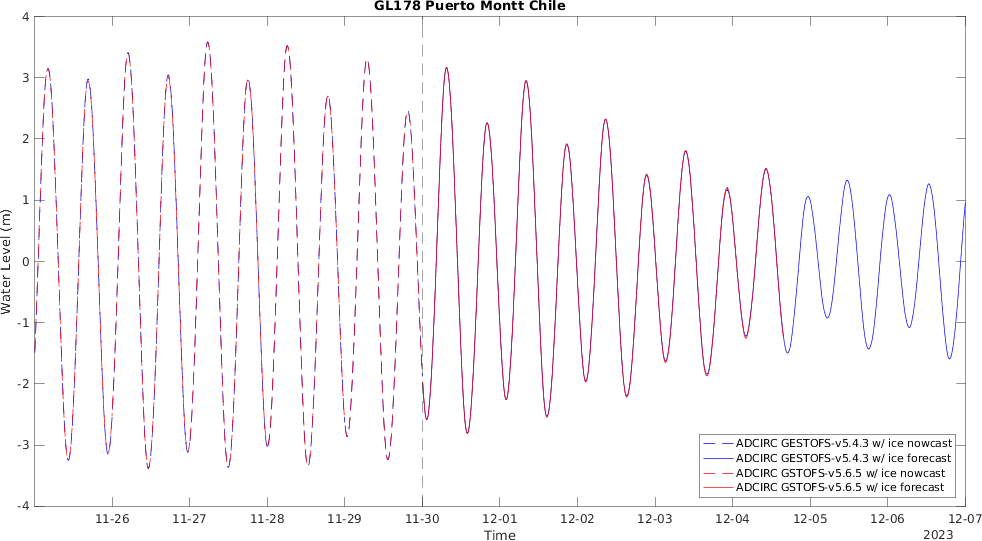 GL178 Puerto Montt Chile
4
3
2
1
0
-1
-2
-3
-4
Water Level (m)
11-26 11-27 11-28 11-29 11-30 12-01 12-02 12-03 12-04 12-05 12-06 12-07
Time
2023
ADCIRC GESTOFS-v5.4.3 w/ ice nowcast
ADCIRC GESTOFS-v5.4.3 w/ ice forecast
ADCIRC GSTOFS-v5.6.5 w/ ice nowcast
ADCIRC GSTOFS-v5.6.5 w/ ice forecast